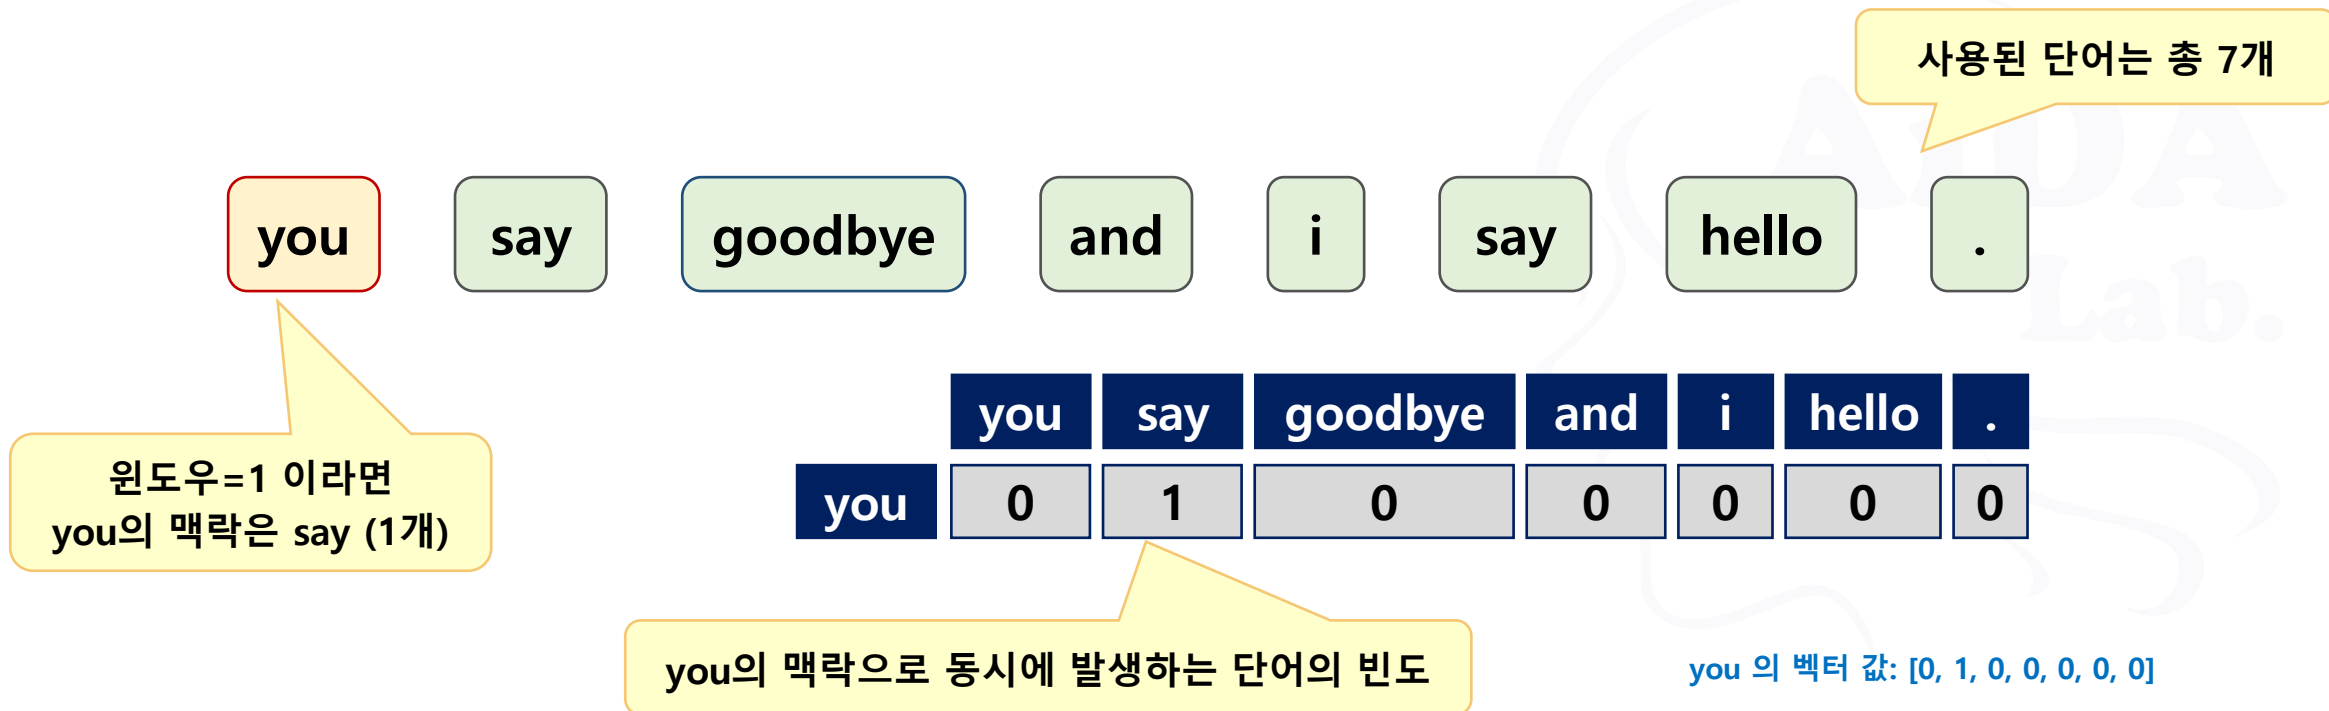 사용된 단어는 총 7개
AiDA
Lab.
you say goodbye and i say hello .
you say goodbye and i hello .
you 0 1 0 0 0 0 0
윈도우=1 이라면
you의 맥락은 say (1개)
you의 맥락으로 동시에 발생하는 단어의 빈도
you 의 벡터 값: [0, 1, 0, 0, 0, 0, 0]